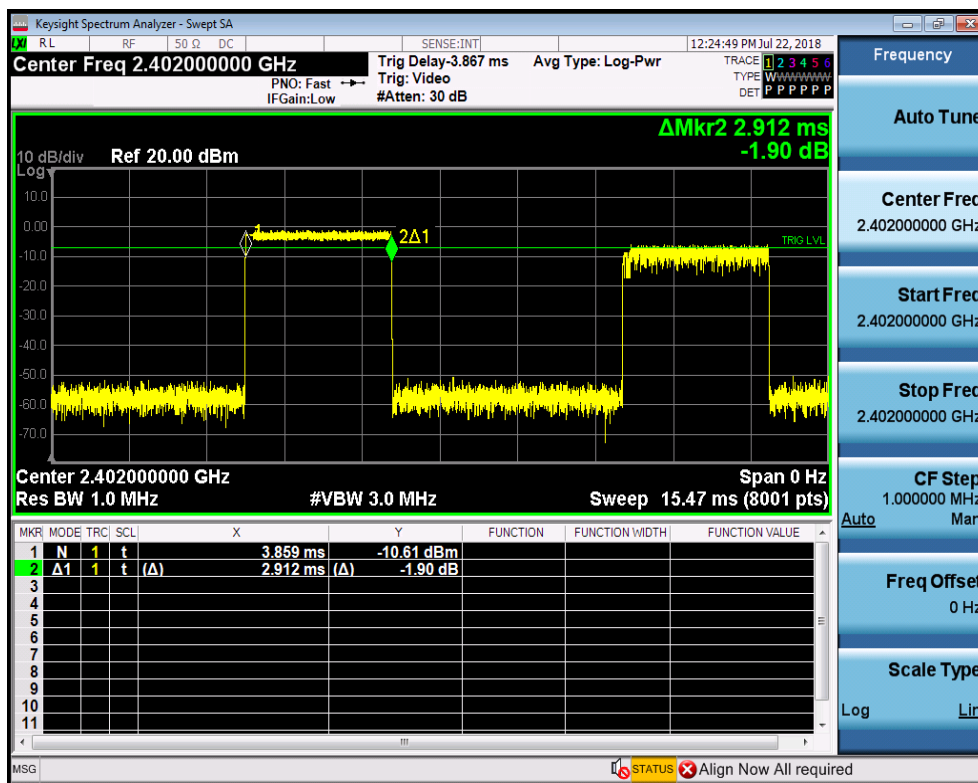 Keysight Spectrum Analyzer - Swept SA
LXI RL RF 50 Ω DC SENSE:INT 12:24:49 PM Jul 22, 2018
Center Freq 2.402000000 GHz
PNO: Fast
IFGain:Low
Trig Delay-3.867 ms
Trig: Video
#Atten: 30 dB
Avg Type: Log-Pwr
TRACE 1 2 3 4 5 6
TYPE WWWWWW
DET P P P P P P
ΔMkr2 2.912 ms
-1.90 dB
10 dB/div Ref 20.00 dBm
Log
10.0
0.00
-10.0
-20.0
-30.0
-40.0
-50.0
-60.0
-70.0
1
2Δ1
TRIG LVL
Center 2.402000000 GHz Span 0 Hz
Res BW 1.0 MHz #VBW 3.0 MHz Sweep 15.47 ms (8001 pts)
MKR MODE TRC SCL X Y FUNCTION FUNCTION WIDTH FUNCTION VALUE
1 N 1 t 3.859 ms -10.61 dBm
2 Δ1 1 t (Δ) 2.912 ms (Δ) -1.90 dB
3
4
5
6
7
8
9
10
11
MSG STATUS Align Now All required
Frequency
Auto Tune
Center Freq
2.402000000 GHz
Start Freq
2.402000000 GHz
Stop Freq
2.402000000 GHz
CF Step
1.000000 MHz
Auto Man
Freq Offset
0 Hz
Scale Type
Log Lin